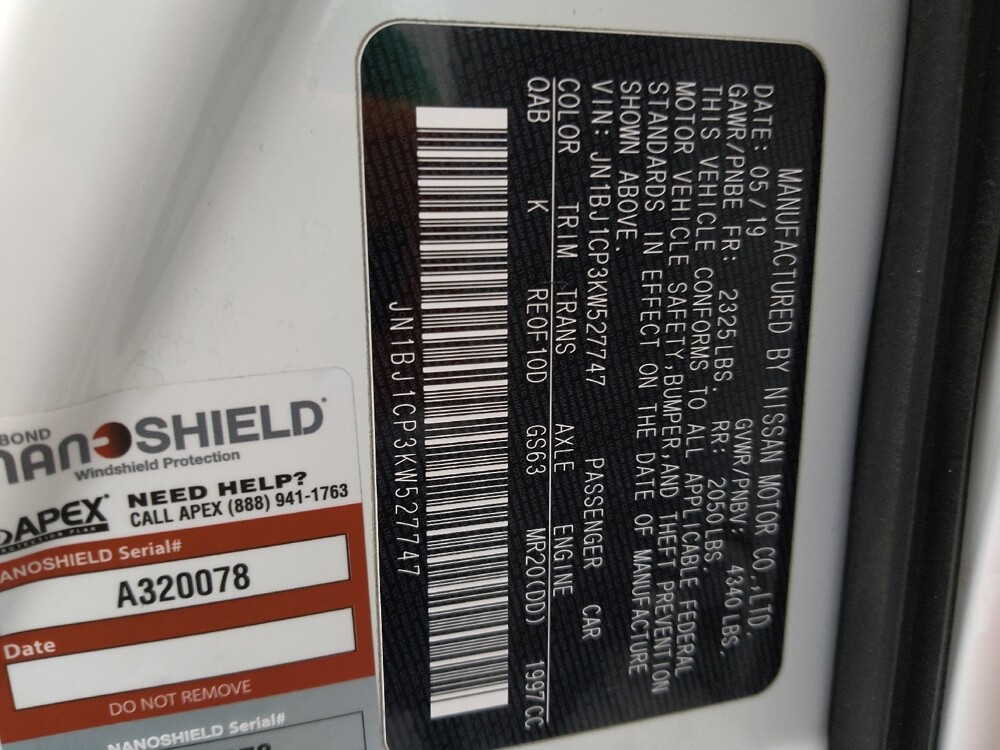 MANUFACTURED BY NISSAN MOTOR CO.,LTD.
DATE: 05/19 GVWR/PNBV: 4340LBS.
GAWR/PNBE FR: 2325LBS. RR: 2050LBS.
THIS VEHICLE CONFORMS TO ALL APPLICABLE FEDERAL
MOTOR VEHICLE SAFETY,BUMPER,AND THEFT PREVENTION
STANDARDS IN EFFECT ON THE DATE OF MANUFACTURE
SHOWN ABOVE.
VIN: JN1BJ1CP3KW527747 PASSENGER CAR
COLOR TRIM TRANS AXLE ENGINE
QAB K RE0F10D GS63 MR20(DD) 1997CC
JN1BJ1CP3KW527747
BOND
NANOSHIELD
Windshield Protection
APEX
PROTECTION PLAN
NEED HELP?
CALL APEX (888) 941-1763
NANOSHIELD Serial#
A320078
Date
DO NOT REMOVE
NANOSHIELD Serial#